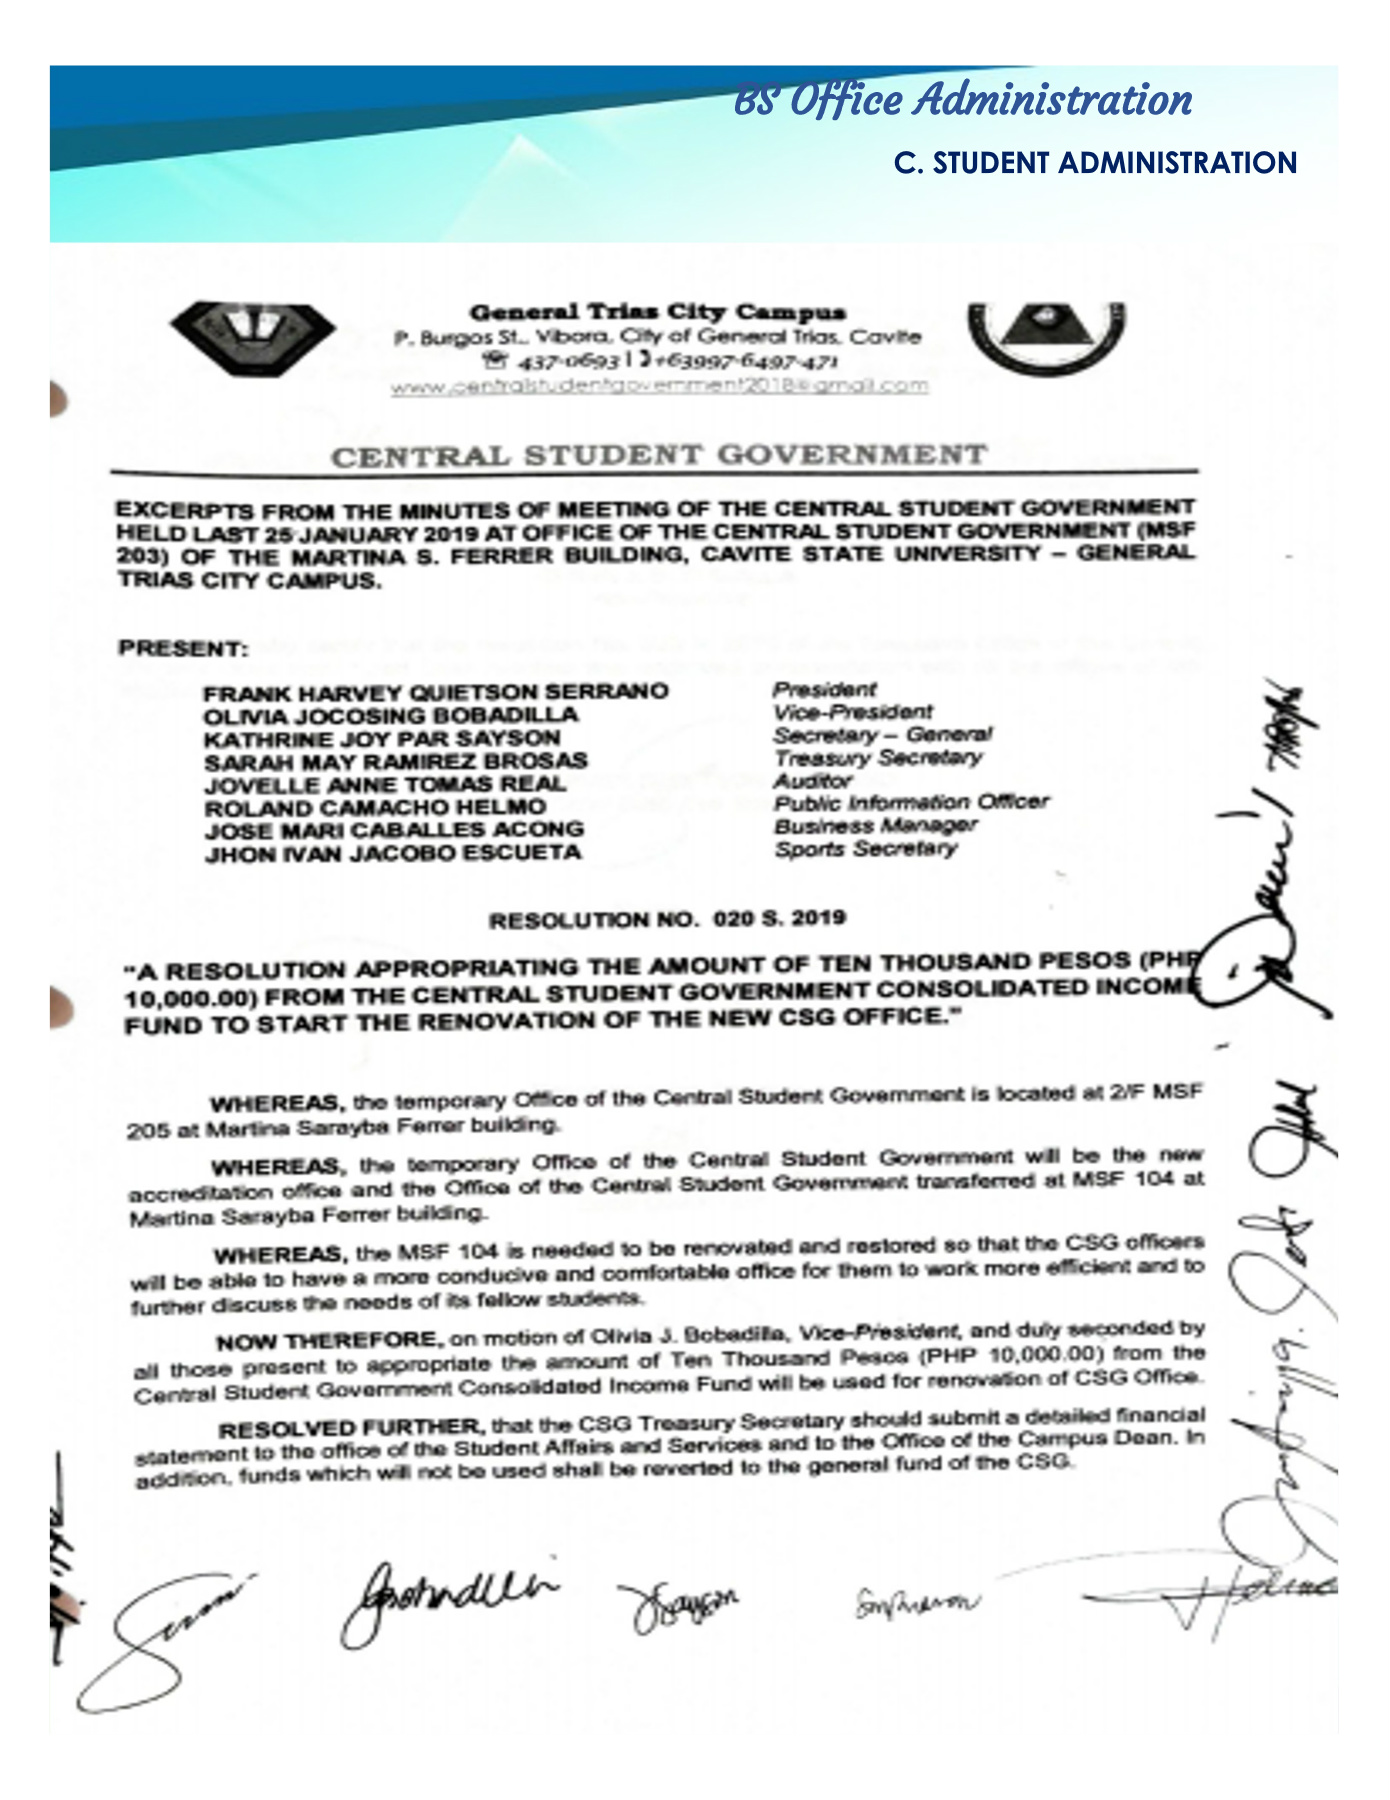 BS Office Administration
C. STUDENT ADMINISTRATION
General Trias City Campus
P. Burgos St., Vibora, City of General Trias, Cavite
☎ 437-0693 | +63997-6497-471
www.centralstudentgovernment2018@gmail.com
CENTRAL STUDENT GOVERNMENT
EXCERPTS FROM THE MINUTES OF MEETING OF THE CENTRAL STUDENT GOVERNMENT
HELD LAST 25 JANUARY 2019 AT OFFICE OF THE CENTRAL STUDENT GOVERNMENT (MSF
203) OF THE MARTINA S. FERRER BUILDING, CAVITE STATE UNIVERSITY – GENERAL
TRIAS CITY CAMPUS.
PRESENT:
FRANK HARVEY QUIETSON SERRANO President
OLIVIA JOCOSING BOBADILLA Vice-President
KATHRINE JOY PAR SAYSON Secretary – General
SARAH MAY RAMIREZ BROSAS Treasury Secretary
JOVELLE ANNE TOMAS REAL Auditor
ROLAND CAMACHO HELMO Public Information Officer
JOSE MARI CABALLES ACONG Business Manager
JHON IVAN JACOBO ESCUETA Sports Secretary
RESOLUTION NO. 020 S. 2019
"A RESOLUTION APPROPRIATING THE AMOUNT OF TEN THOUSAND PESOS (PHP
10,000.00) FROM THE CENTRAL STUDENT GOVERNMENT CONSOLIDATED INCOME
FUND TO START THE RENOVATION OF THE NEW CSG OFFICE."
WHEREAS, the temporary Office of the Central Student Government is located at 2/F MSF
205 at Martina Sarayba Ferrer building.
WHEREAS, the temporary Office of the Central Student Government will be the new
accreditation office and the Office of the Central Student Government transferred at MSF 104 at
Martina Sarayba Ferrer building.
WHEREAS, the MSF 104 is needed to be renovated and restored so that the CSG officers
will be able to have a more conducive and comfortable office for them to work more efficient and to
further discuss the needs of its fellow students.
NOW THEREFORE, on motion of Olivia J. Bobadilla, Vice-President, and duly seconded by
all those present to appropriate the amount of Ten Thousand Pesos (PHP 10,000.00) from the
Central Student Government Consolidated Income Fund will be used for renovation of CSG Office.
RESOLVED FURTHER, that the CSG Treasury Secretary should submit a detailed financial
statement to the office of the Student Affairs and Services and to the Office of the Campus Dean. In
addition, funds which will not be used shall be reverted to the general fund of the CSG.